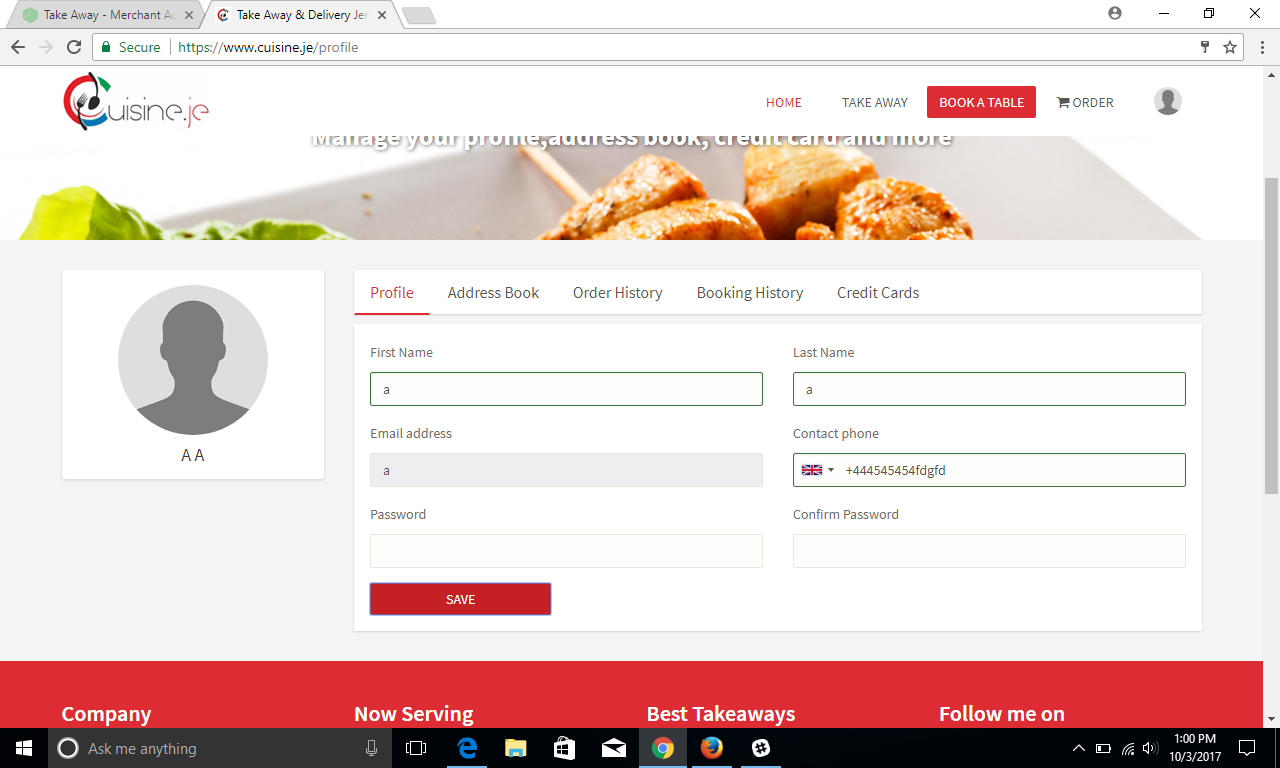 Take Away - Merchant Ac
Take Away & Delivery Jer
Secure
https://www.cuisine.je/profile
Cuisine.je
HOME
TAKE AWAY
BOOK A TABLE
ORDER
Manage your profile,address book, credit card and more
Profile
Address Book
Order History
Booking History
Credit Cards
A A
First Name
Last Name
a
a
Email address
Contact phone
a
+444545454fdgfd
Password
Confirm Password
SAVE
Company
Now Serving
Best Takeaways
Follow me on
Ask me anything
1:00 PM
10/3/2017